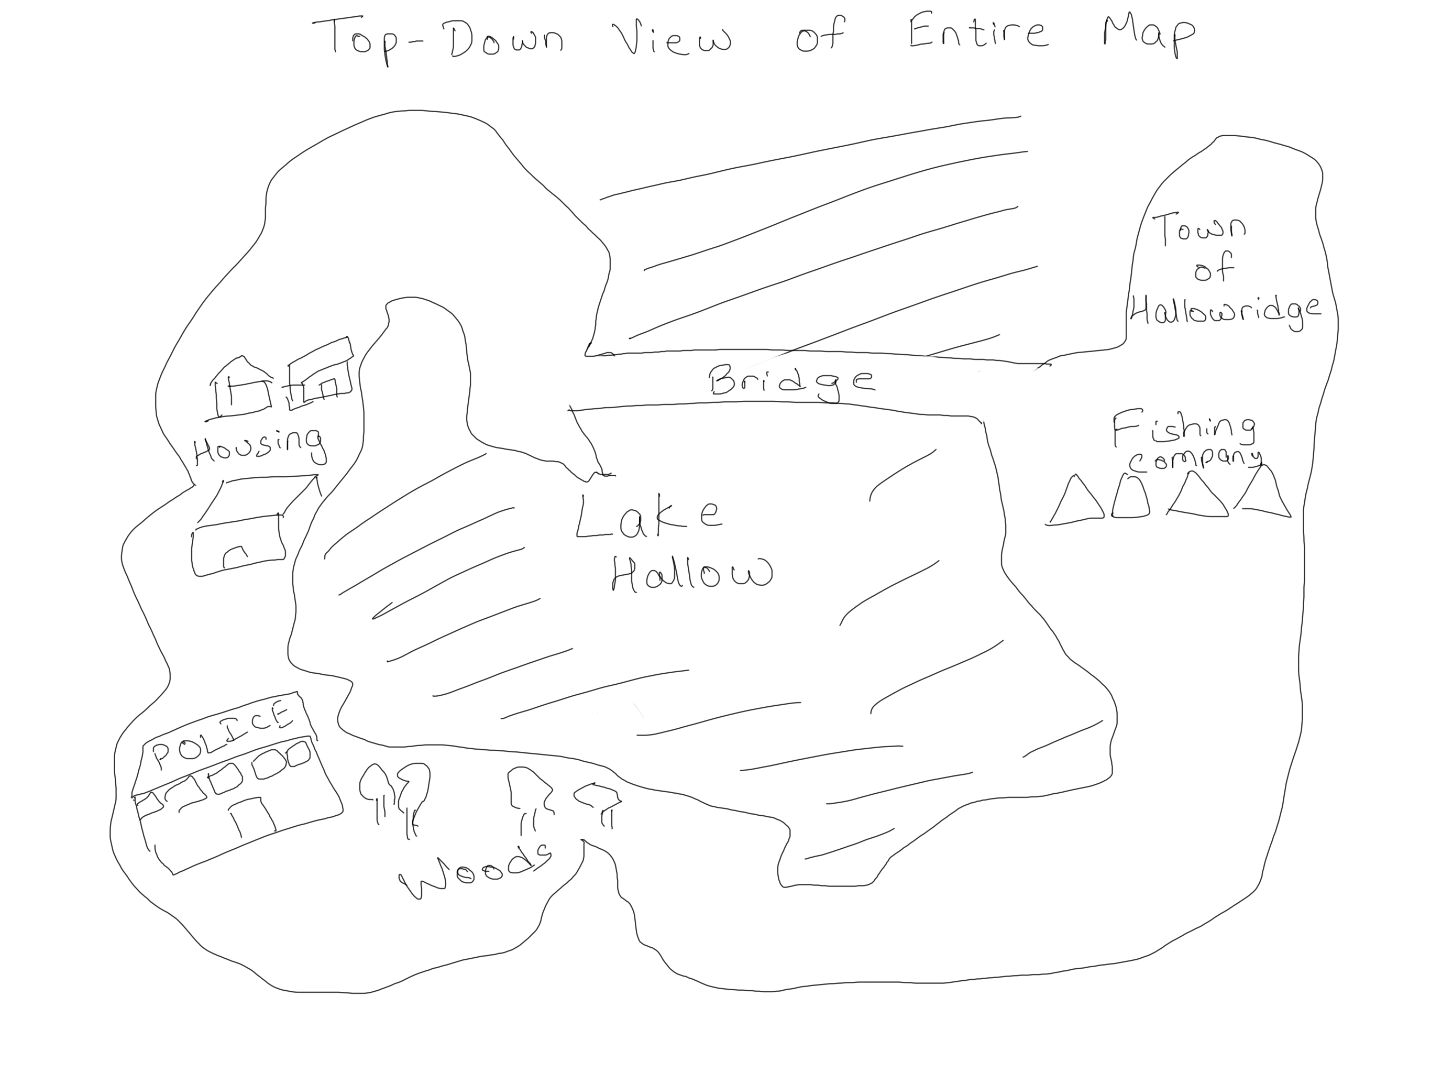 Top-Down View of Entire Map
Town
of
Hallowridge
Bridge
Fishing
company
Housing
Lake
Hallow
POLICE
Woods